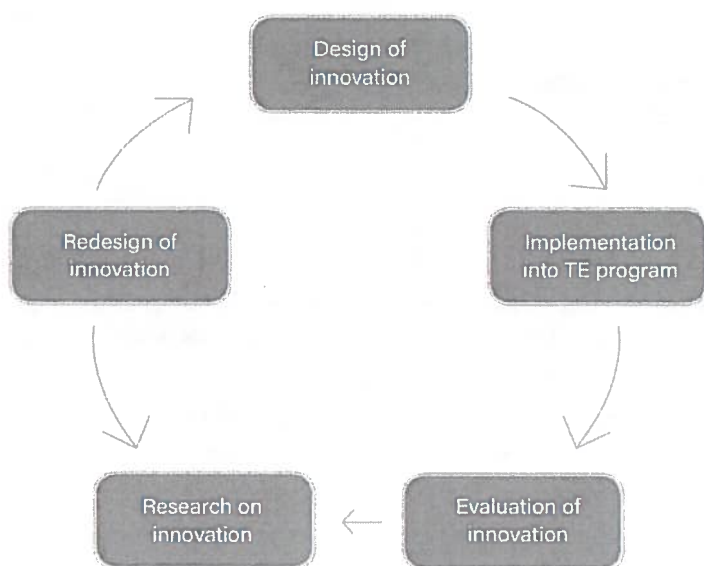 Design of
innovation
Implementation
into TE program
Evaluation of
innovation
Research on
innovation
Redesign of
innovation